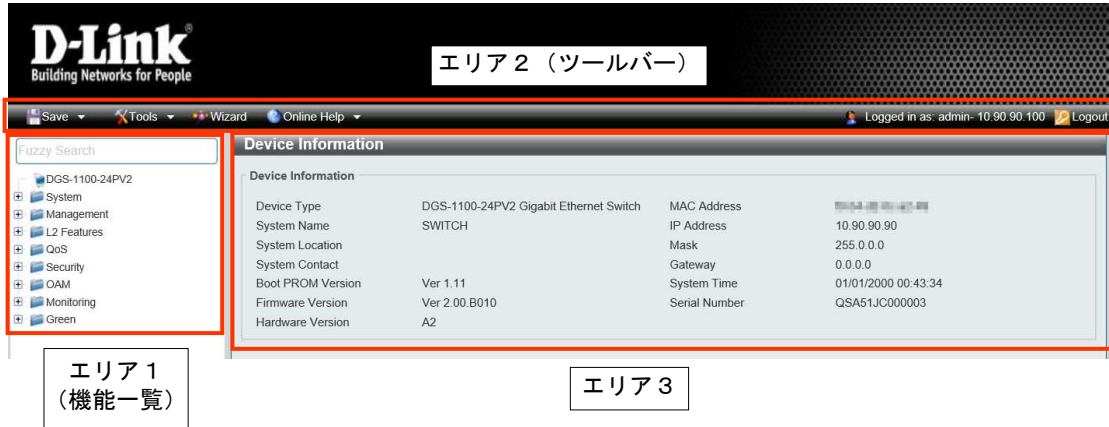 D-Link®
Building Networks for People
エリア２（ツールバー）
Save Tools Wizard Online Help Logged in as: admin- 10.90.90.100 Logout
Fuzzy Search
DGS-1100-24PV2
System
Management
L2 Features
QoS
Security
OAM
Monitoring
Green
Device Information
Device Information
Device Type DGS-1100-24PV2 Gigabit Ethernet Switch MAC Address
System Name SWITCH IP Address 10.90.90.90
System Location Mask 255.0.0.0
System Contact Gateway 0.0.0.0
Boot PROM Version Ver 1.11 System Time 01/01/2000 00:43:34
Firmware Version Ver 2.00.B010 Serial Number QSA51JC000003
Hardware Version A2
エリア１
（機能一覧）
エリア３